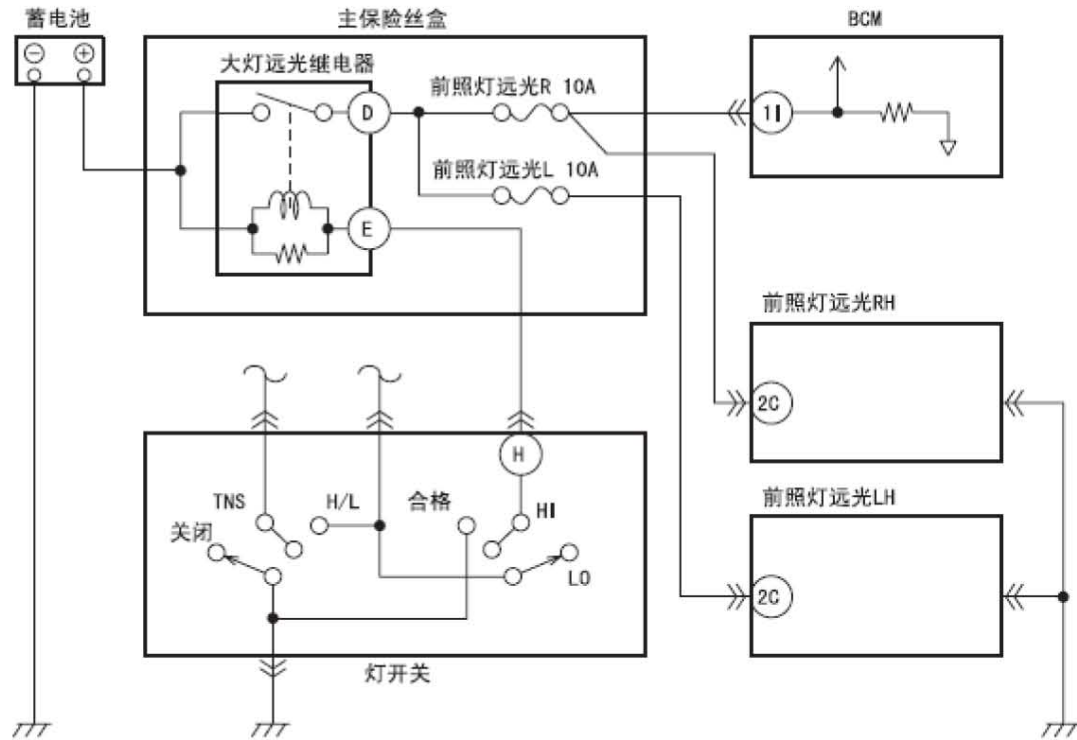 蓄电池
主保险丝盒
BCM
大灯远光继电器
前照灯远光R 10A
D
1I
前照灯远光L 10A
E
前照灯远光RH
2C
H
TNS
H/L
合格
HI
关闭
LO
前照灯远光LH
2C
灯开关